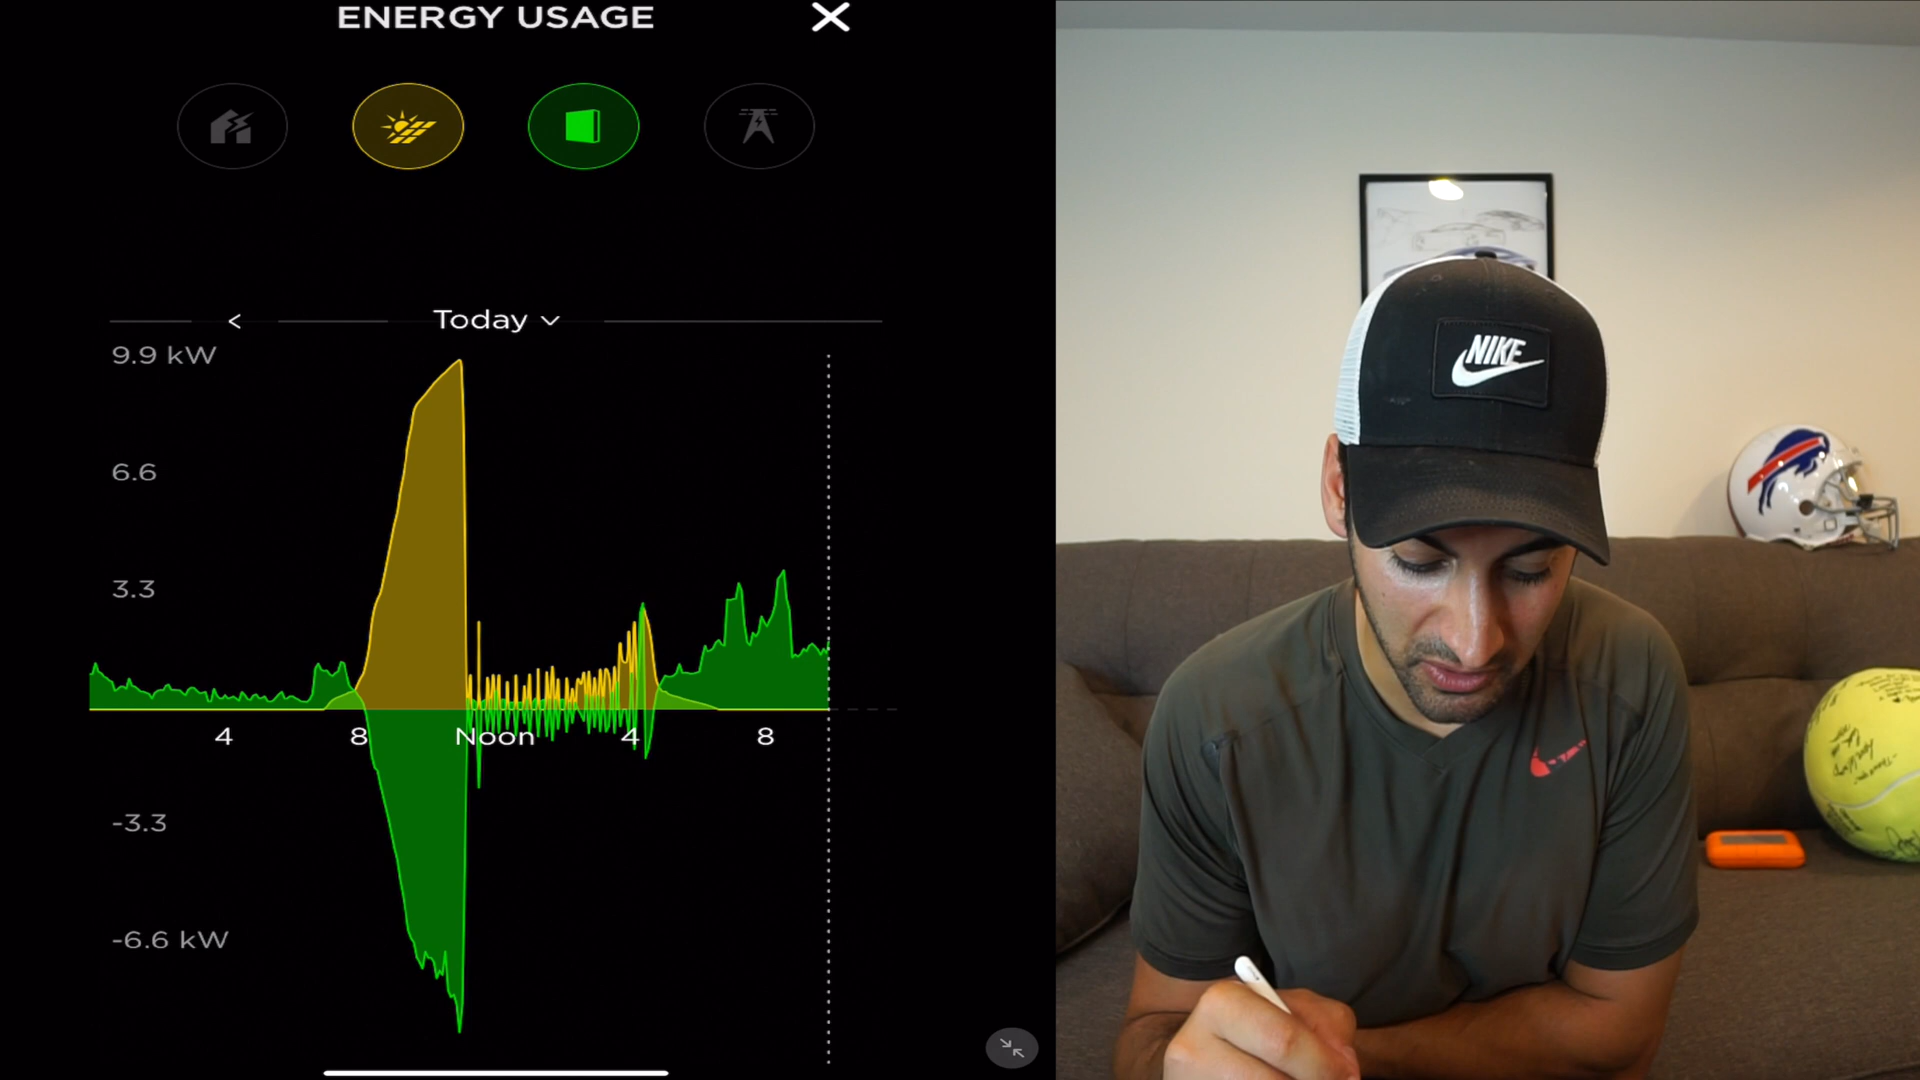 ENERGY USAGE
< Today
9.9 kW
6.6
3.3
4 8 Noon 4 8
-3.3
-6.6 kW
NIKE